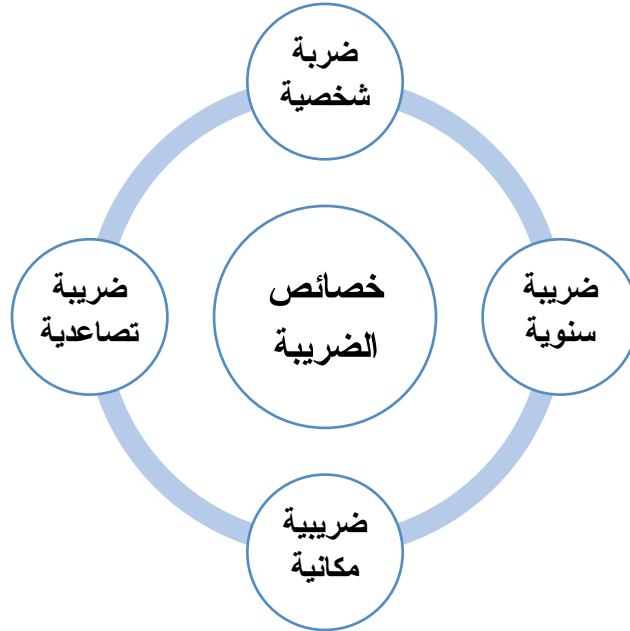 ضربة
شخصية
خصائص
الضريبة
ضريبة
سنوية
ضريبة
تصاعدية
ضريبية
مكانية